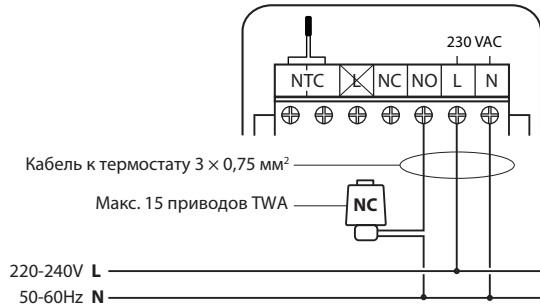 230 VAC
NTC L NC NO L N
Кабель к термостату 3 × 0,75 мм²
Макс. 15 приводов TWA
NC
220-240V L
50-60Hz N